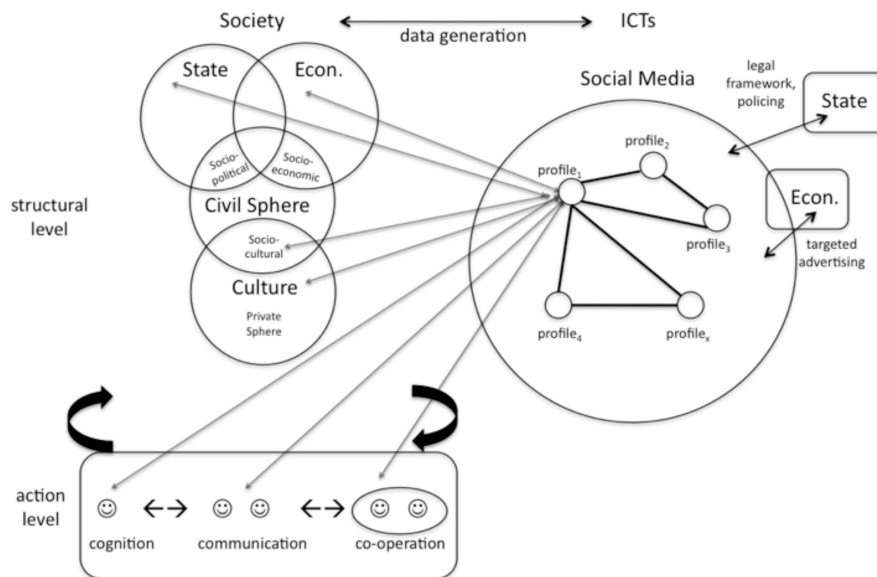 Society
ICTs
data generation
State
Econ.
Social Media
legal
framework,
policing
State
Socio-
political
Socio-
economic
profile1
profile2
Econ.
structural
level
Civil Sphere
Socio-
cultural
profile3
targeted
advertising
Culture
Private
Sphere
profile4
profilex
action
level
cognition
communication
co-operation